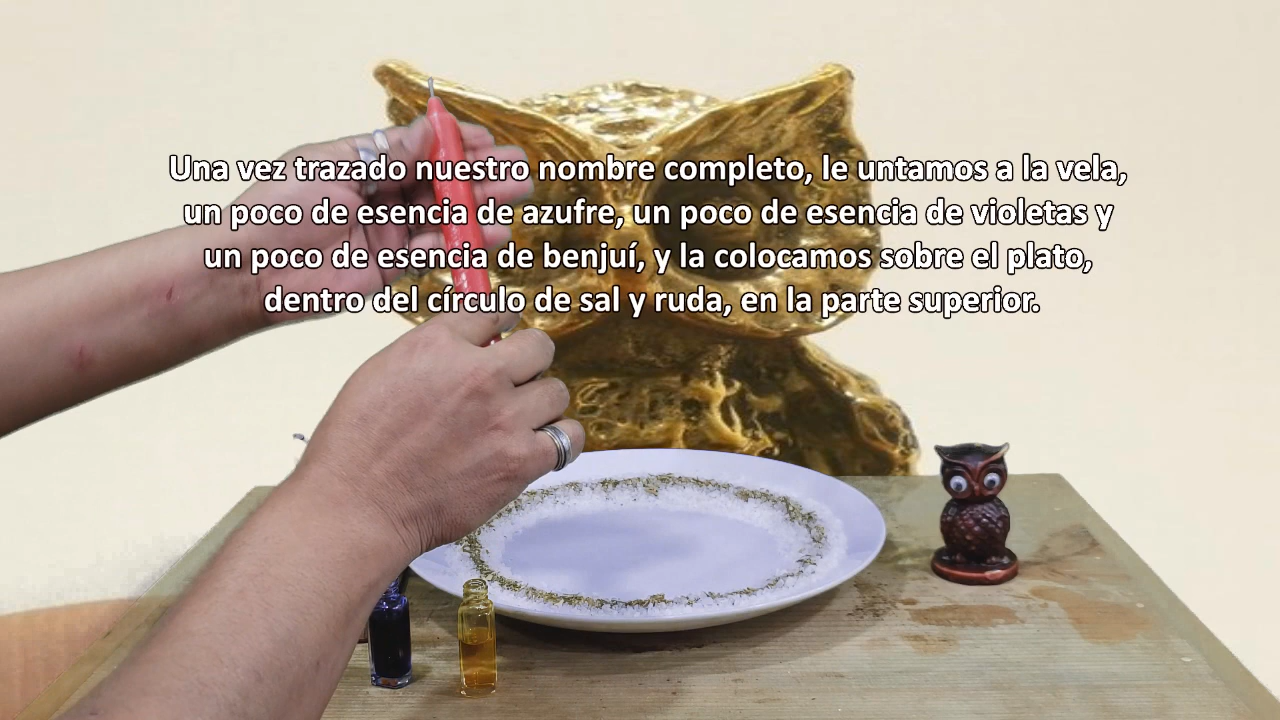 Una vez trazado nuestro nombre completo, le untamos a la vela,
un poco de esencia de azufre, un poco de esencia de violetas y
un poco de esencia de benjuí, y la colocamos sobre el plato,
dentro del círculo de sal y ruda, en la parte superior.